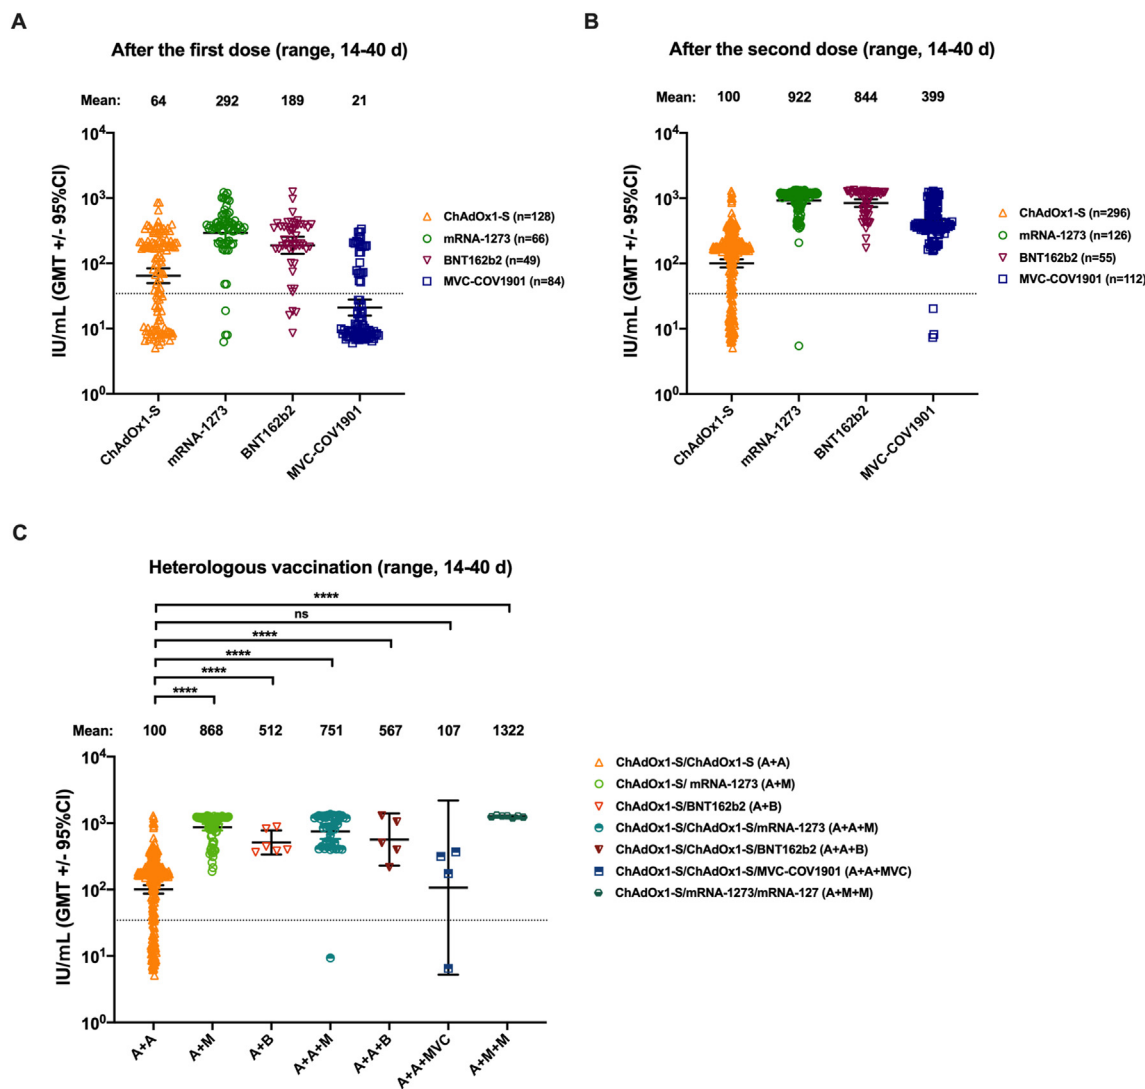 A
After the first dose (range, 14-40 d)
Mean: 64 292 189 21
IU/mL (GMT +/- 95%CI)
10⁴
10³
10²
10¹
10⁰
ChAdOx1-S
mRNA-1273
BNT162b2
MVC-COV1901
ChAdOx1-S (n=128)
mRNA-1273 (n=66)
BNT162b2 (n=49)
MVC-COV1901 (n=84)
B
After the second dose (range, 14-40 d)
Mean: 100 922 844 399
IU/mL (GMT +/- 95%CI)
10⁴
10³
10²
10¹
10⁰
ChAdOx1-S
mRNA-1273
BNT162b2
MVC-COV1901
ChAdOx1-S (n=296)
mRNA-1273 (n=126)
BNT162b2 (n=55)
MVC-COV1901 (n=112)
C
Heterologous vaccination (range, 14-40 d)
****
ns
****
****
****
****
Mean: 100 868 512 751 567 107 1322
IU/mL (GMT +/- 95%CI)
10⁴
10³
10²
10¹
10⁰
A+A
A+M
A+B
A+A+M
A+A+B
A+A+MVC
A+M+M
ChAdOx1-S/ChAdOx1-S (A+A)
ChAdOx1-S/ mRNA-1273 (A+M)
ChAdOx1-S/BNT162b2 (A+B)
ChAdOx1-S/ChAdOx1-S/mRNA-1273 (A+A+M)
ChAdOx1-S/ChAdOx1-S/BNT162b2 (A+A+B)
ChAdOx1-S/ChAdOx1-S/MVC-COV1901 (A+A+MVC)
ChAdOx1-S/mRNA-1273/mRNA-127 (A+M+M)